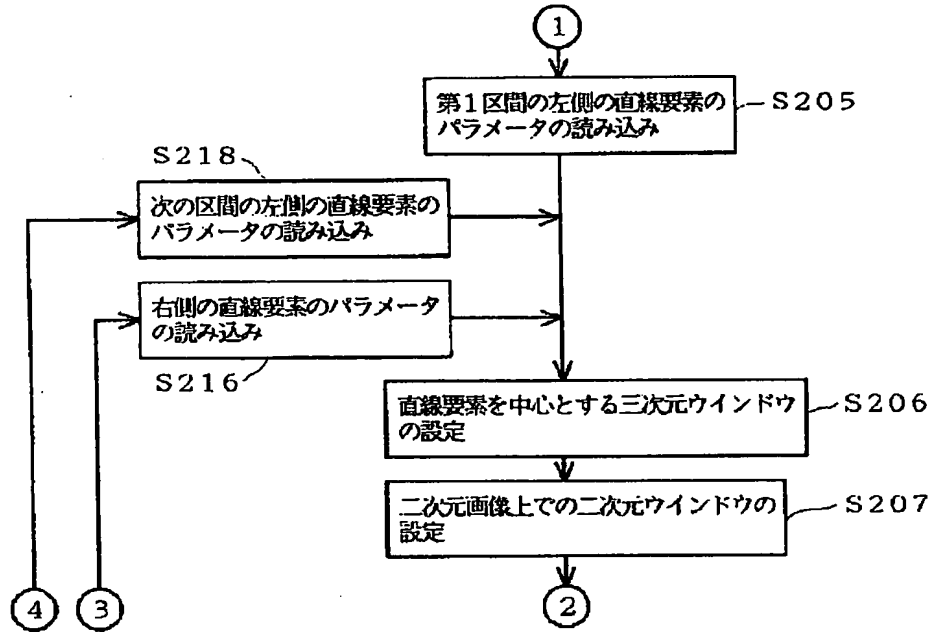 1
第1区間の左側の直線要素の
パラメータの読み込み
S205
S218
次の区間の左側の直線要素の
パラメータの読み込み
右側の直線要素のパラメータ
の読み込み
S216
直線要素を中心とする三次元ウインドウ
の設定
S206
二次元画像上での二次元ウインドウの
設定
S207
4
3
2